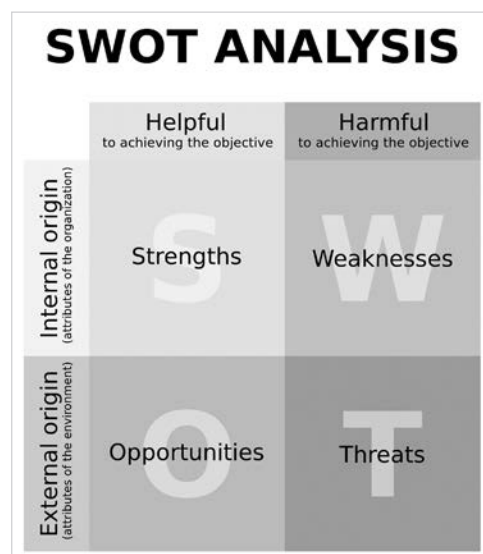 SWOT ANALYSIS
Helpful
to achieving the objective
Harmful
to achieving the objective
Internal origin
(attributes of the organization)
S
Strengths
W
Weaknesses
External origin
(attributes of the environment)
O
Opportunities
T
Threats